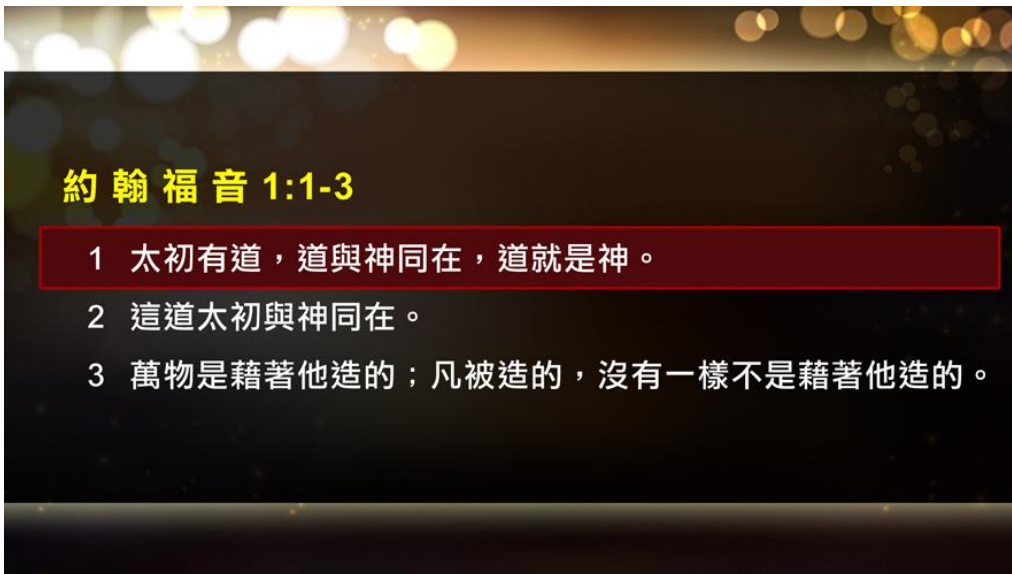 約翰福音 1:1-3
1 太初有道，道與神同在，道就是神。
2 這道太初與神同在。
3 萬物是藉著他造的；凡被造的，沒有一樣不是藉著他造的。